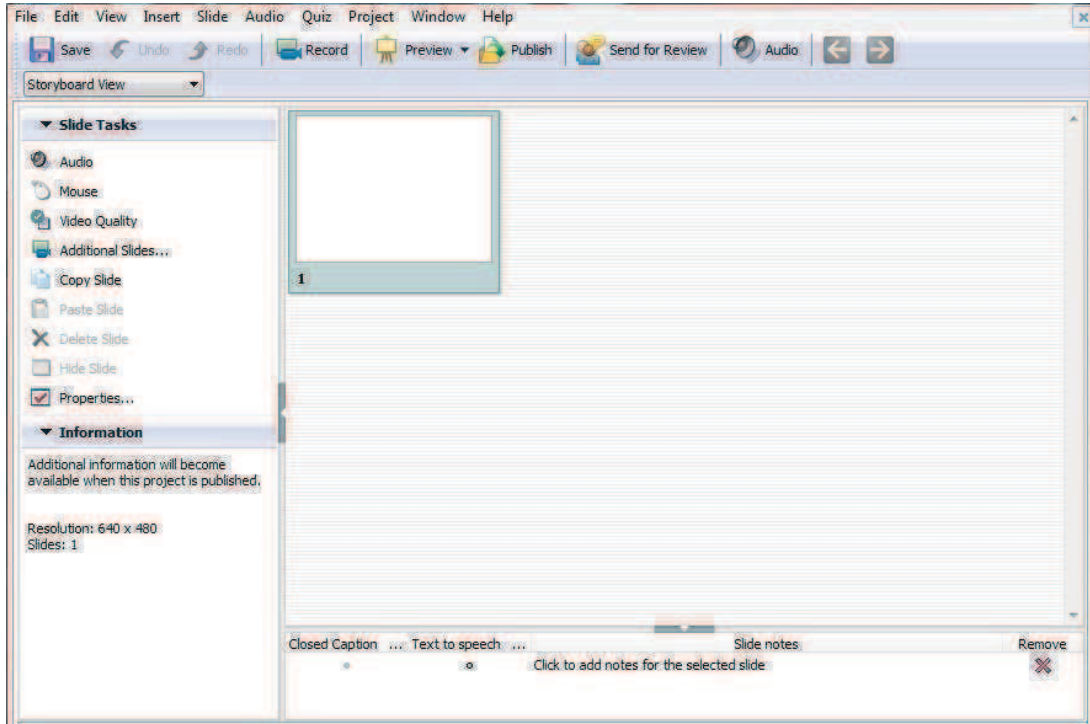 File Edit View Insert Slide Audio Quiz Project Window Help
Save Undo Redo Record Preview Publish Send for Review Audio
Storyboard View
Slide Tasks
Audio
Mouse
Video Quality
Additional Slides...
Copy Slide
Paste Slide
Delete Slide
Hide Slide
Properties...
Information
Additional information will become
available when this project is published.
Resolution: 640 x 480
Slides: 1
1
Closed Caption ... Text to speech ... Slide notes Remove
Click to add notes for the selected slide